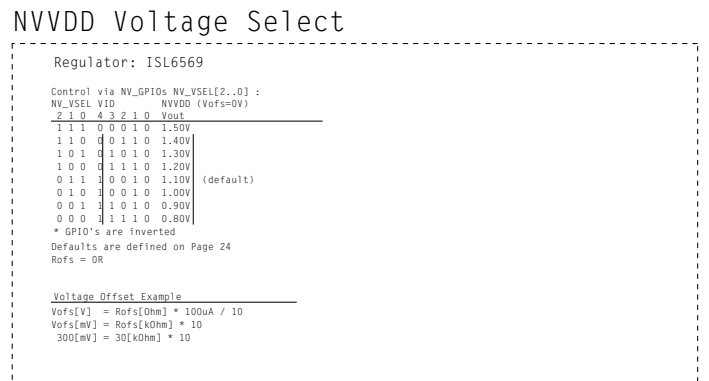 NVVDD Voltage Select
Regulator: ISL6569
Control via NV_GPIOs NV_VSEL[2..0] :
NV_VSEL VID NVVDD (Vofs=0V)
2 1 0 4 3 2 1 0 Vout
1 1 1 0 0 0 1 0 1.50V
1 1 0 0 0 1 1 0 1.40V
1 0 1 0 1 0 1 0 1.30V
1 0 0 0 1 1 1 0 1.20V
0 1 1 1 0 0 1 0 1.10V (default)
0 1 0 1 0 0 1 0 1.00V
0 0 1 1 1 0 1 0 0.90V
0 0 0 1 1 1 1 0 0.80V
* GPIO's are inverted
Defaults are defined on Page 24
Rofs = 0R
Voltage Offset Example
Vofs[V] = Rofs[Ohm] * 100uA / 10
Vofs[mV] = Rofs[kOhm] * 10
300[mV] = 30[kOhm] * 10